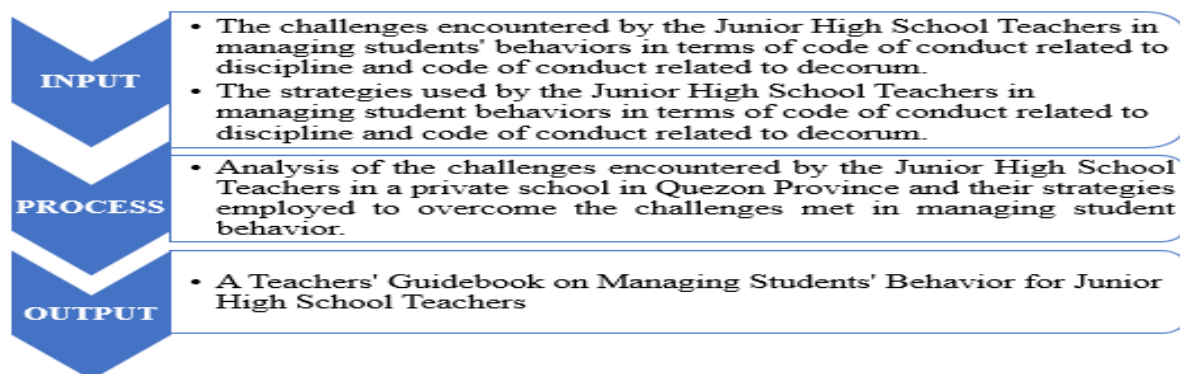 INPUT
• The challenges encountered by the Junior High School Teachers in
managing students' behaviors in terms of code of conduct related to
discipline and code of conduct related to decorum.
• The strategies used by the Junior High School Teachers in
managing student behaviors in terms of code of conduct related to
discipline and code of conduct related to decorum.
PROCESS
• Analysis of the challenges encountered by the Junior High School
Teachers in a private school in Quezon Province and their strategies
employed to overcome the challenges met in managing student
behavior.
OUTPUT
• A Teachers' Guidebook on Managing Students' Behavior for Junior
High School Teachers